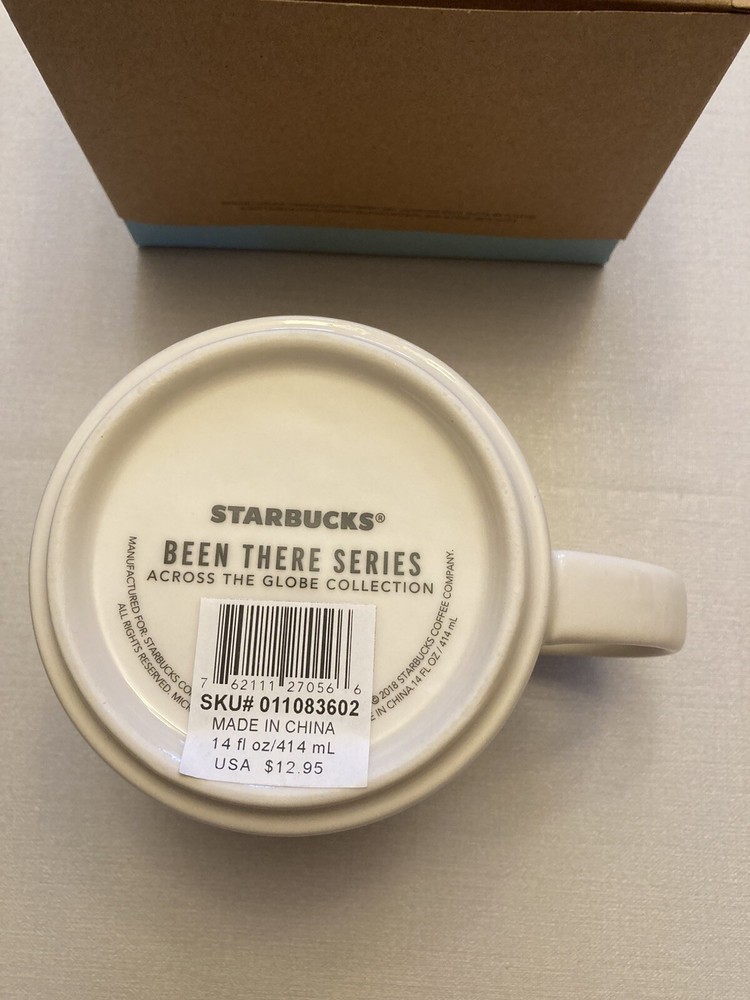 STARBUCKS®
BEEN THERE SERIES
ACROSS THE GLOBE COLLECTION
MANUFACTURED FOR: STARBUCKS CO
ALL RIGHTS RESERVED.
© 2018 STARBUCKS COFFEE COMPANY.
IN CHINA. 14 FL OZ / 414 mL
7 62111 27056 6
SKU# 011083602
MADE IN CHINA
14 fl oz/414 mL
USA $12.95